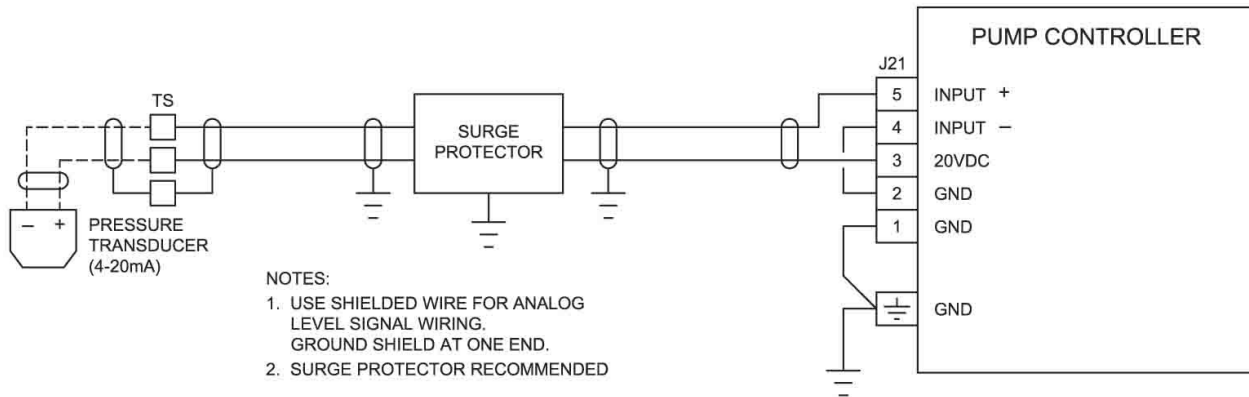 PUMP CONTROLLER
J21
5 INPUT +
4 INPUT −
3 20VDC
2 GND
1 GND
GND
TS
SURGE
PROTECTOR
− +
PRESSURE
TRANSDUCER
(4-20mA)
NOTES:
1. USE SHIELDED WIRE FOR ANALOG
LEVEL SIGNAL WIRING.
GROUND SHIELD AT ONE END.
2. SURGE PROTECTOR RECOMMENDED